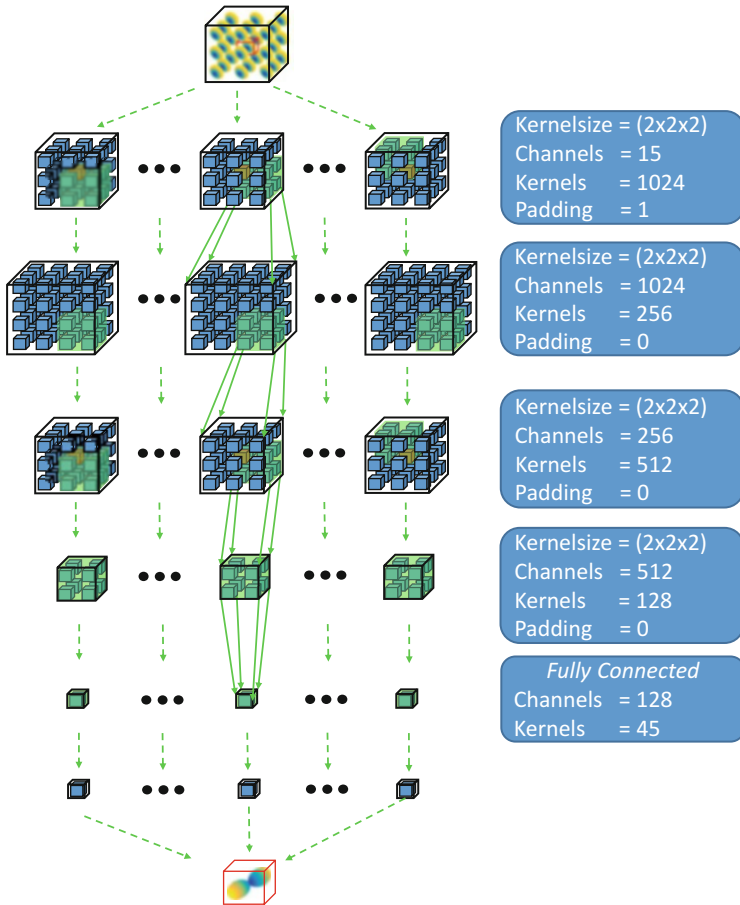 Kernelsize = (2x2x2)
Channels = 15
Kernels = 1024
Padding = 1
Kernelsize = (2x2x2)
Channels = 1024
Kernels = 256
Padding = 0
Kernelsize = (2x2x2)
Channels = 256
Kernels = 512
Padding = 0
Kernelsize = (2x2x2)
Channels = 512
Kernels = 128
Padding = 0
Fully Connected
Channels = 128
Kernels = 45